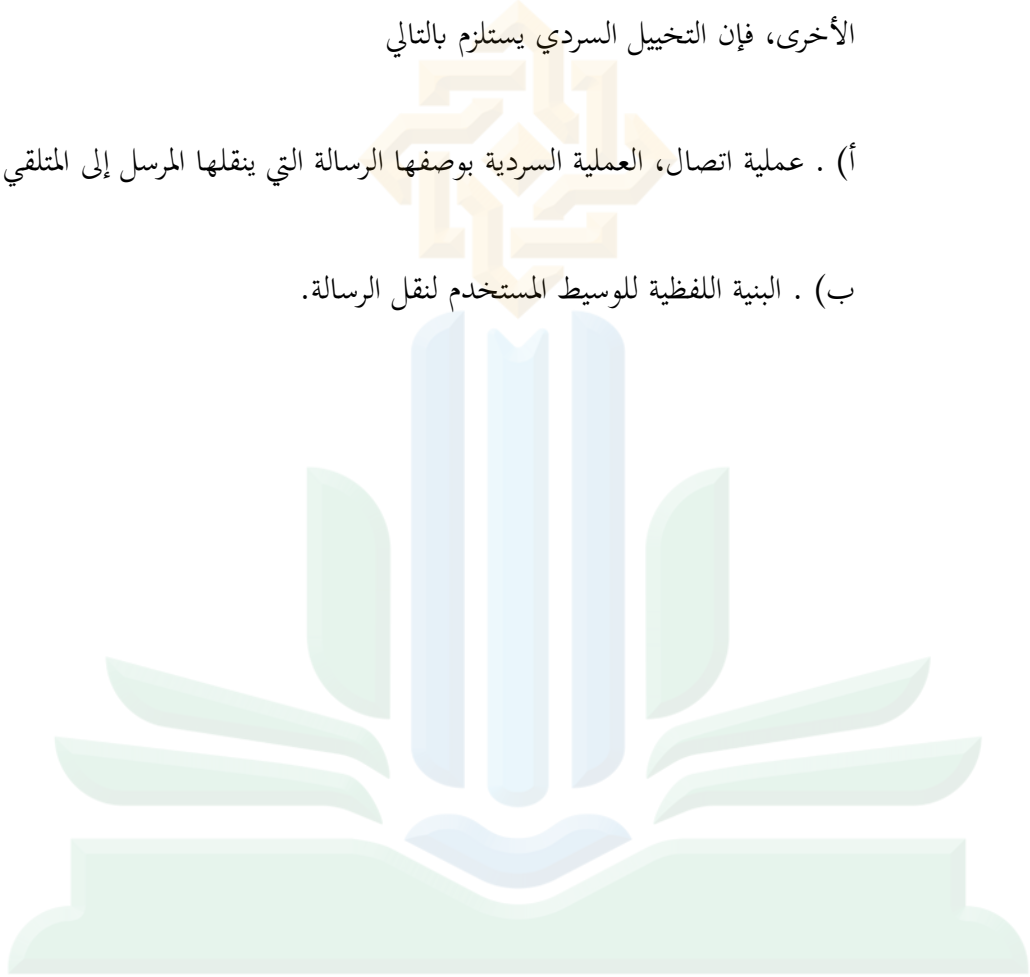 الأخرى، فإن التخييل السردي يستلزم بالتالي
أ) . عملية اتصال، العملية السردية بوصفها الرسالة التي ينقلها المرسل إلى المتلقي
ب) . البنية اللفظية للوسيط المستخدم لنقل الرسالة.